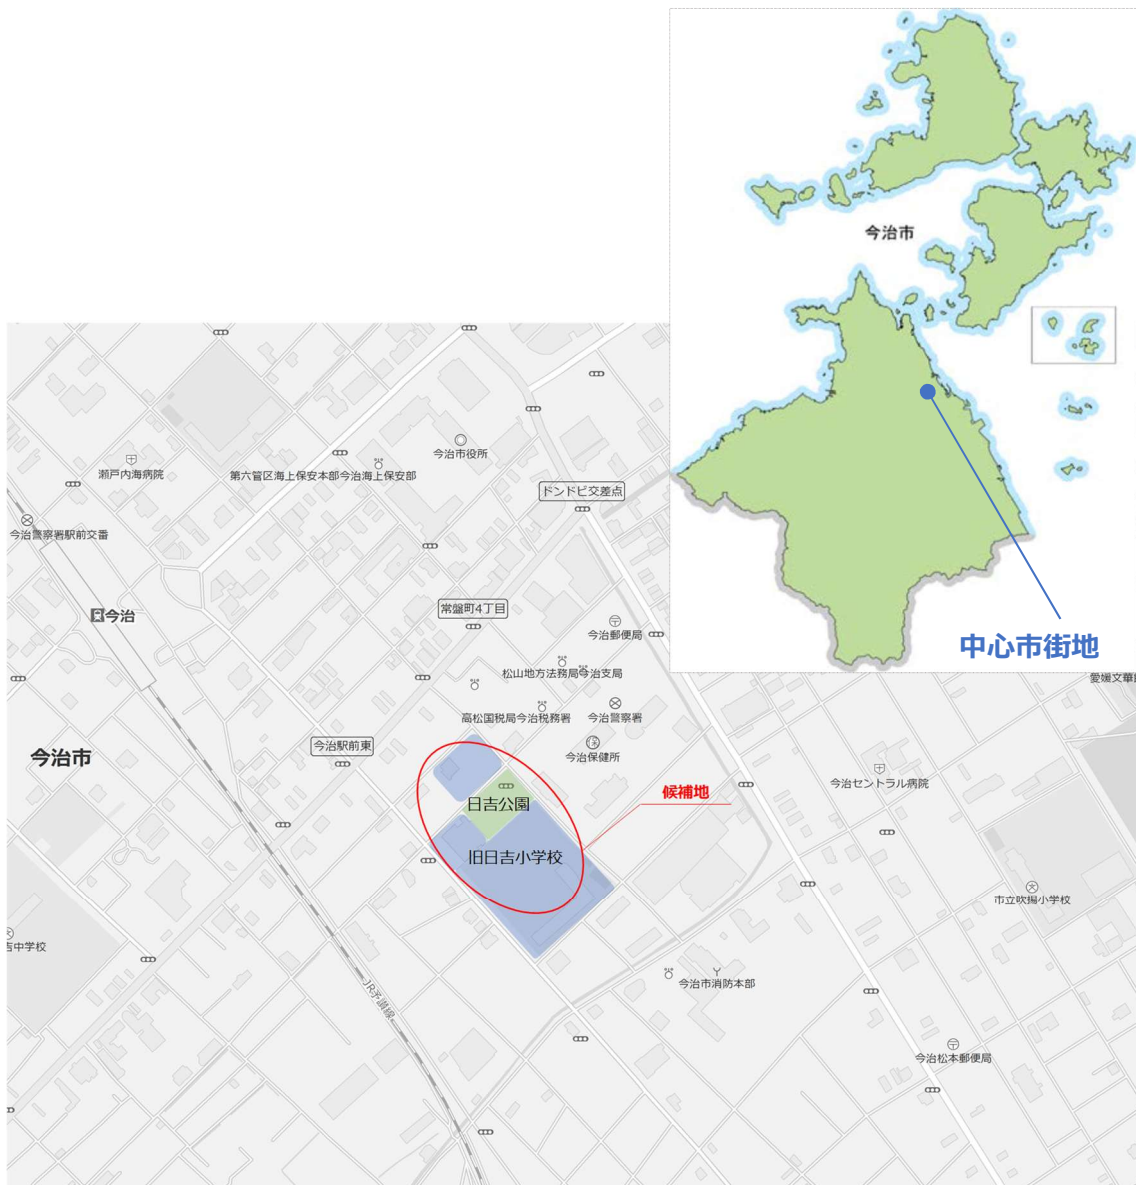 今治市
中心市街地
今治市役所
瀬戸内海病院
第六管区海上保安本部今治海上保安部
ドンドビ交差点
今治警察署駅前交番
今治
常盤町4丁目
今治郵便局
松山地方法務局今治支局
高松国税局今治税務署
今治警察署
今治駅前東
今治保健所
今治市
候補地
今治セントラル病院
日吉公園
旧日吉小学校
市立吹揚小学校
吉中学校
JR予讃線
今治市消防本部
今治松本郵便局